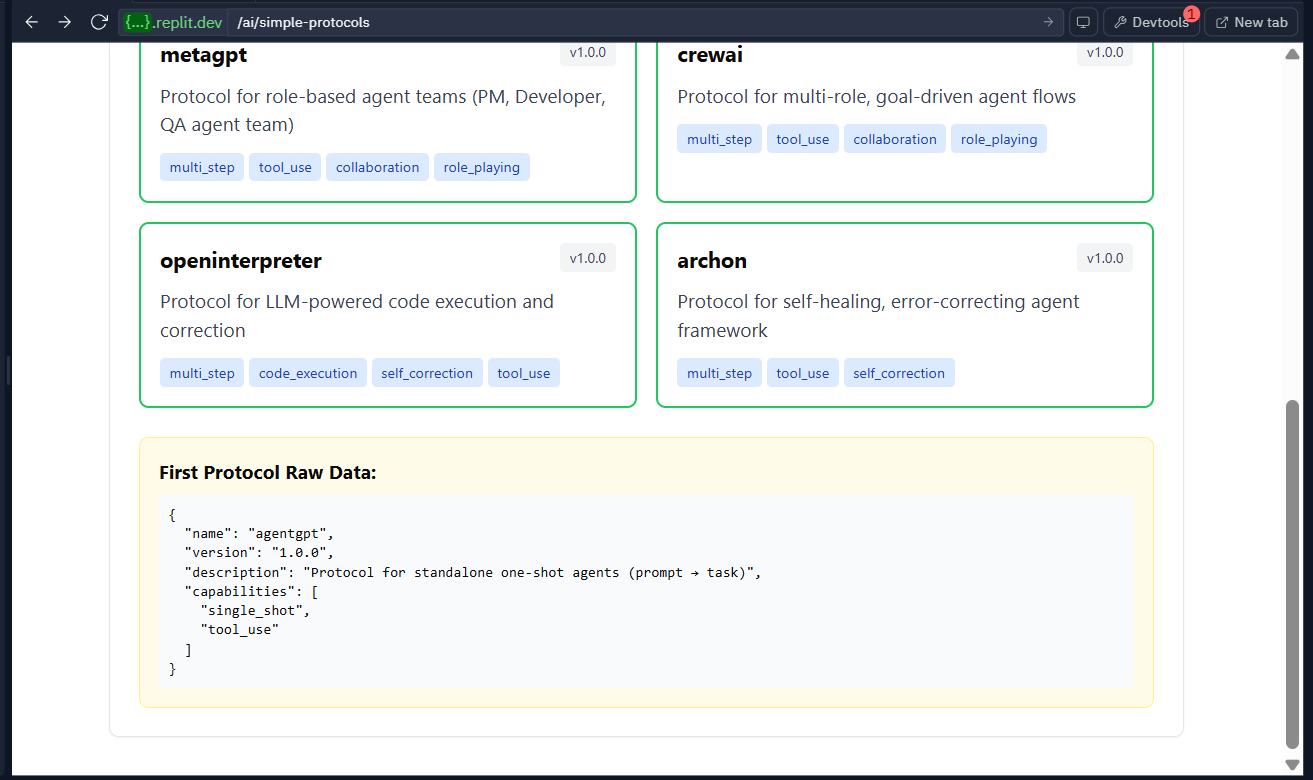 {...}.replit.dev /ai/simple-protocols Devtools 1 New tab
metagpt v1.0.0
Protocol for role-based agent teams (PM, Developer,
QA agent team)
multi_step tool_use collaboration role_playing
crewai v1.0.0
Protocol for multi-role, goal-driven agent flows
multi_step tool_use collaboration role_playing
openinterpreter v1.0.0
Protocol for LLM-powered code execution and
correction
multi_step code_execution self_correction tool_use
archon v1.0.0
Protocol for self-healing, error-correcting agent
framework
multi_step tool_use self_correction
First Protocol Raw Data:
{
  "name": "agentgpt",
  "version": "1.0.0",
  "description": "Protocol for standalone one-shot agents (prompt → task)",
  "capabilities": [
    "single_shot",
    "tool_use"
  ]
}